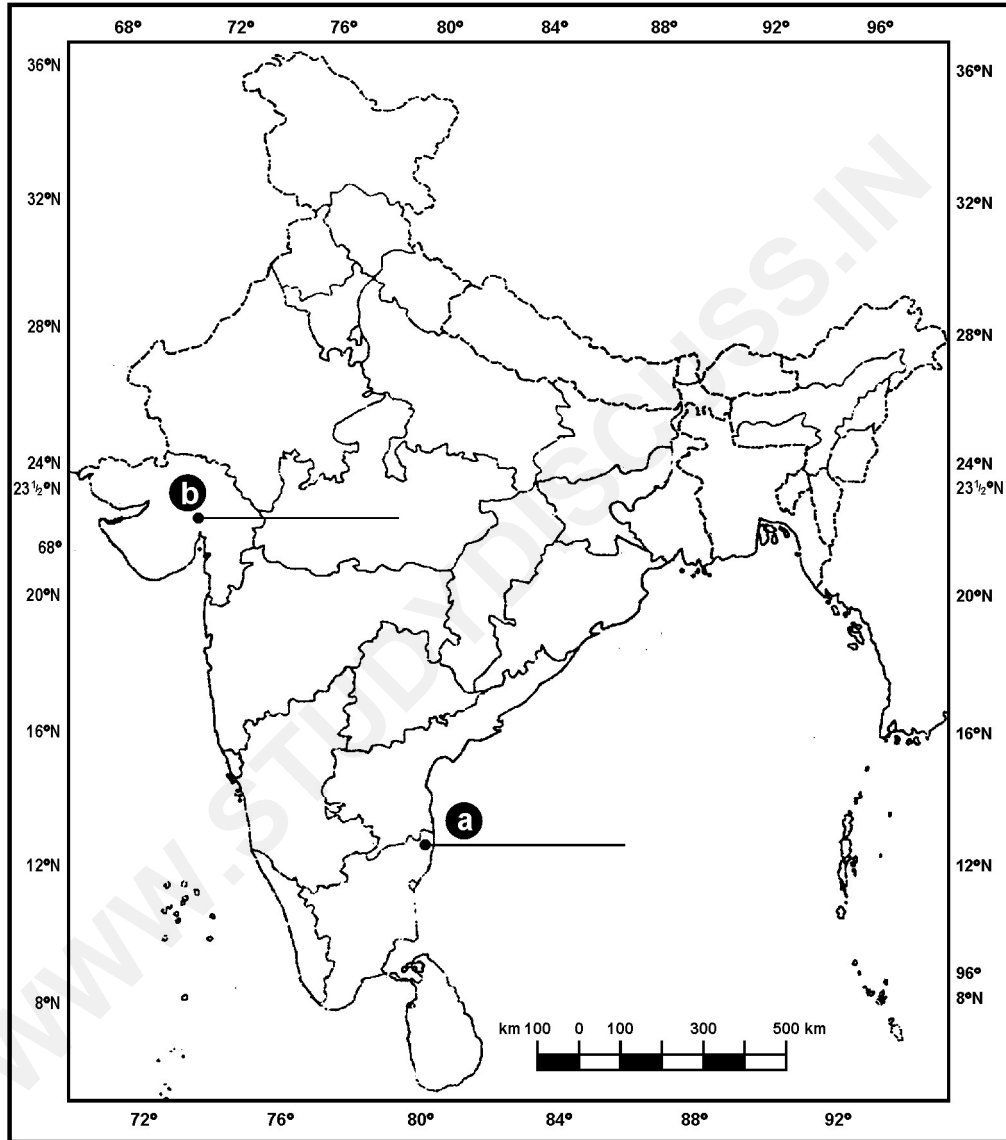 68° 72° 76° 80° 84° 88° 92° 96°
36°N 36°N
32°N 32°N
28°N 28°N
24°N 24°N
23½°N 23½°N
b
68°
20°N 20°N
16°N 16°N
a
12°N 12°N
96°
8°N 8°N
km 100 0 100 300 500 km
72° 76° 80° 84° 88° 92°
WWW.STUDYDISCUSS.IN